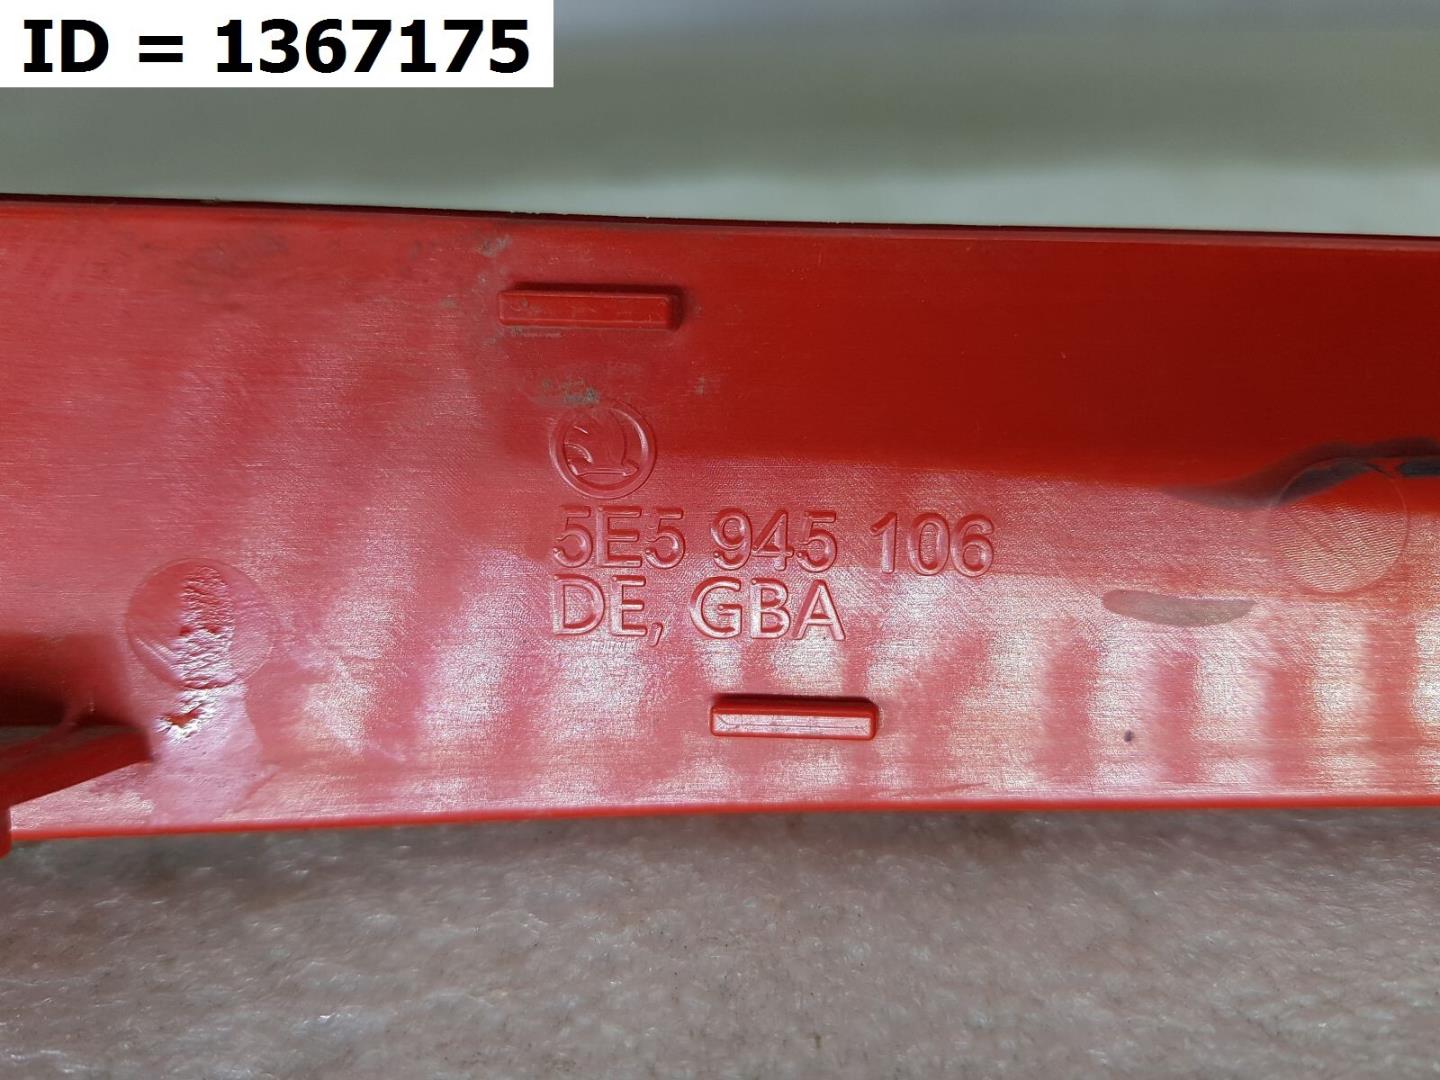 ID = 1367175
5E5 945 106
DE, GBA